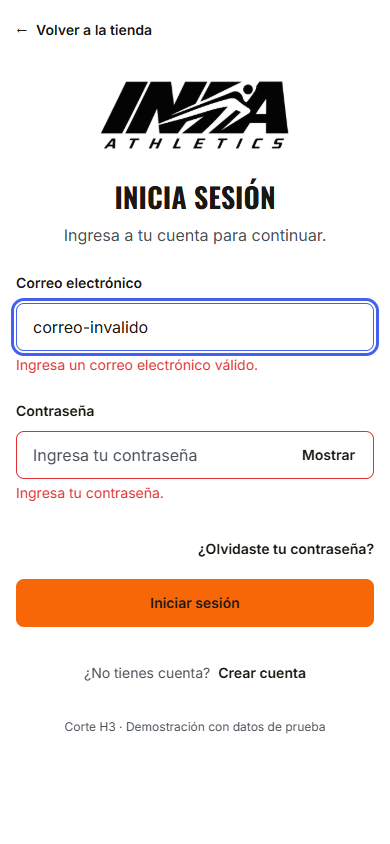 ← Volver a la tienda
INZA
ATHLETICS
INICIA SESIÓN
Ingresa a tu cuenta para continuar.
Correo electrónico
correo-invalido
Ingresa un correo electrónico válido.
Contraseña
Ingresa tu contraseña
Mostrar
Ingresa tu contraseña.
¿Olvidaste tu contraseña?
Iniciar sesión
¿No tienes cuenta? Crear cuenta
Corte H3 · Demostración con datos de prueba